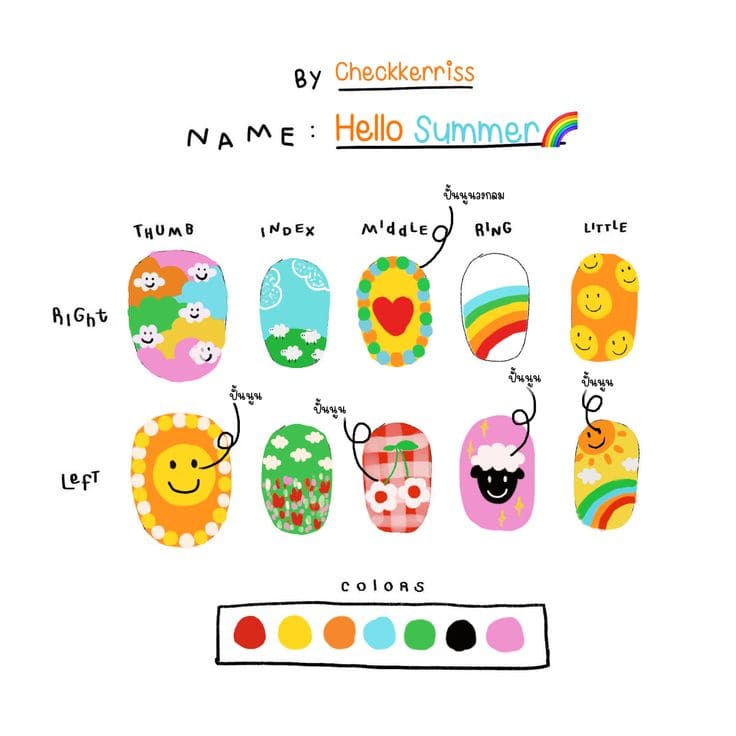 BY Checkkerriss
NAME: Hello Summer
ปั้นนูนวงกลม
THUMB INDEX MIDDLE RING LITTLE
RIGht
ปั้นนูน
ปั้นนูน
ปั้นนูน
ปั้นนูน
LefT
COLORS